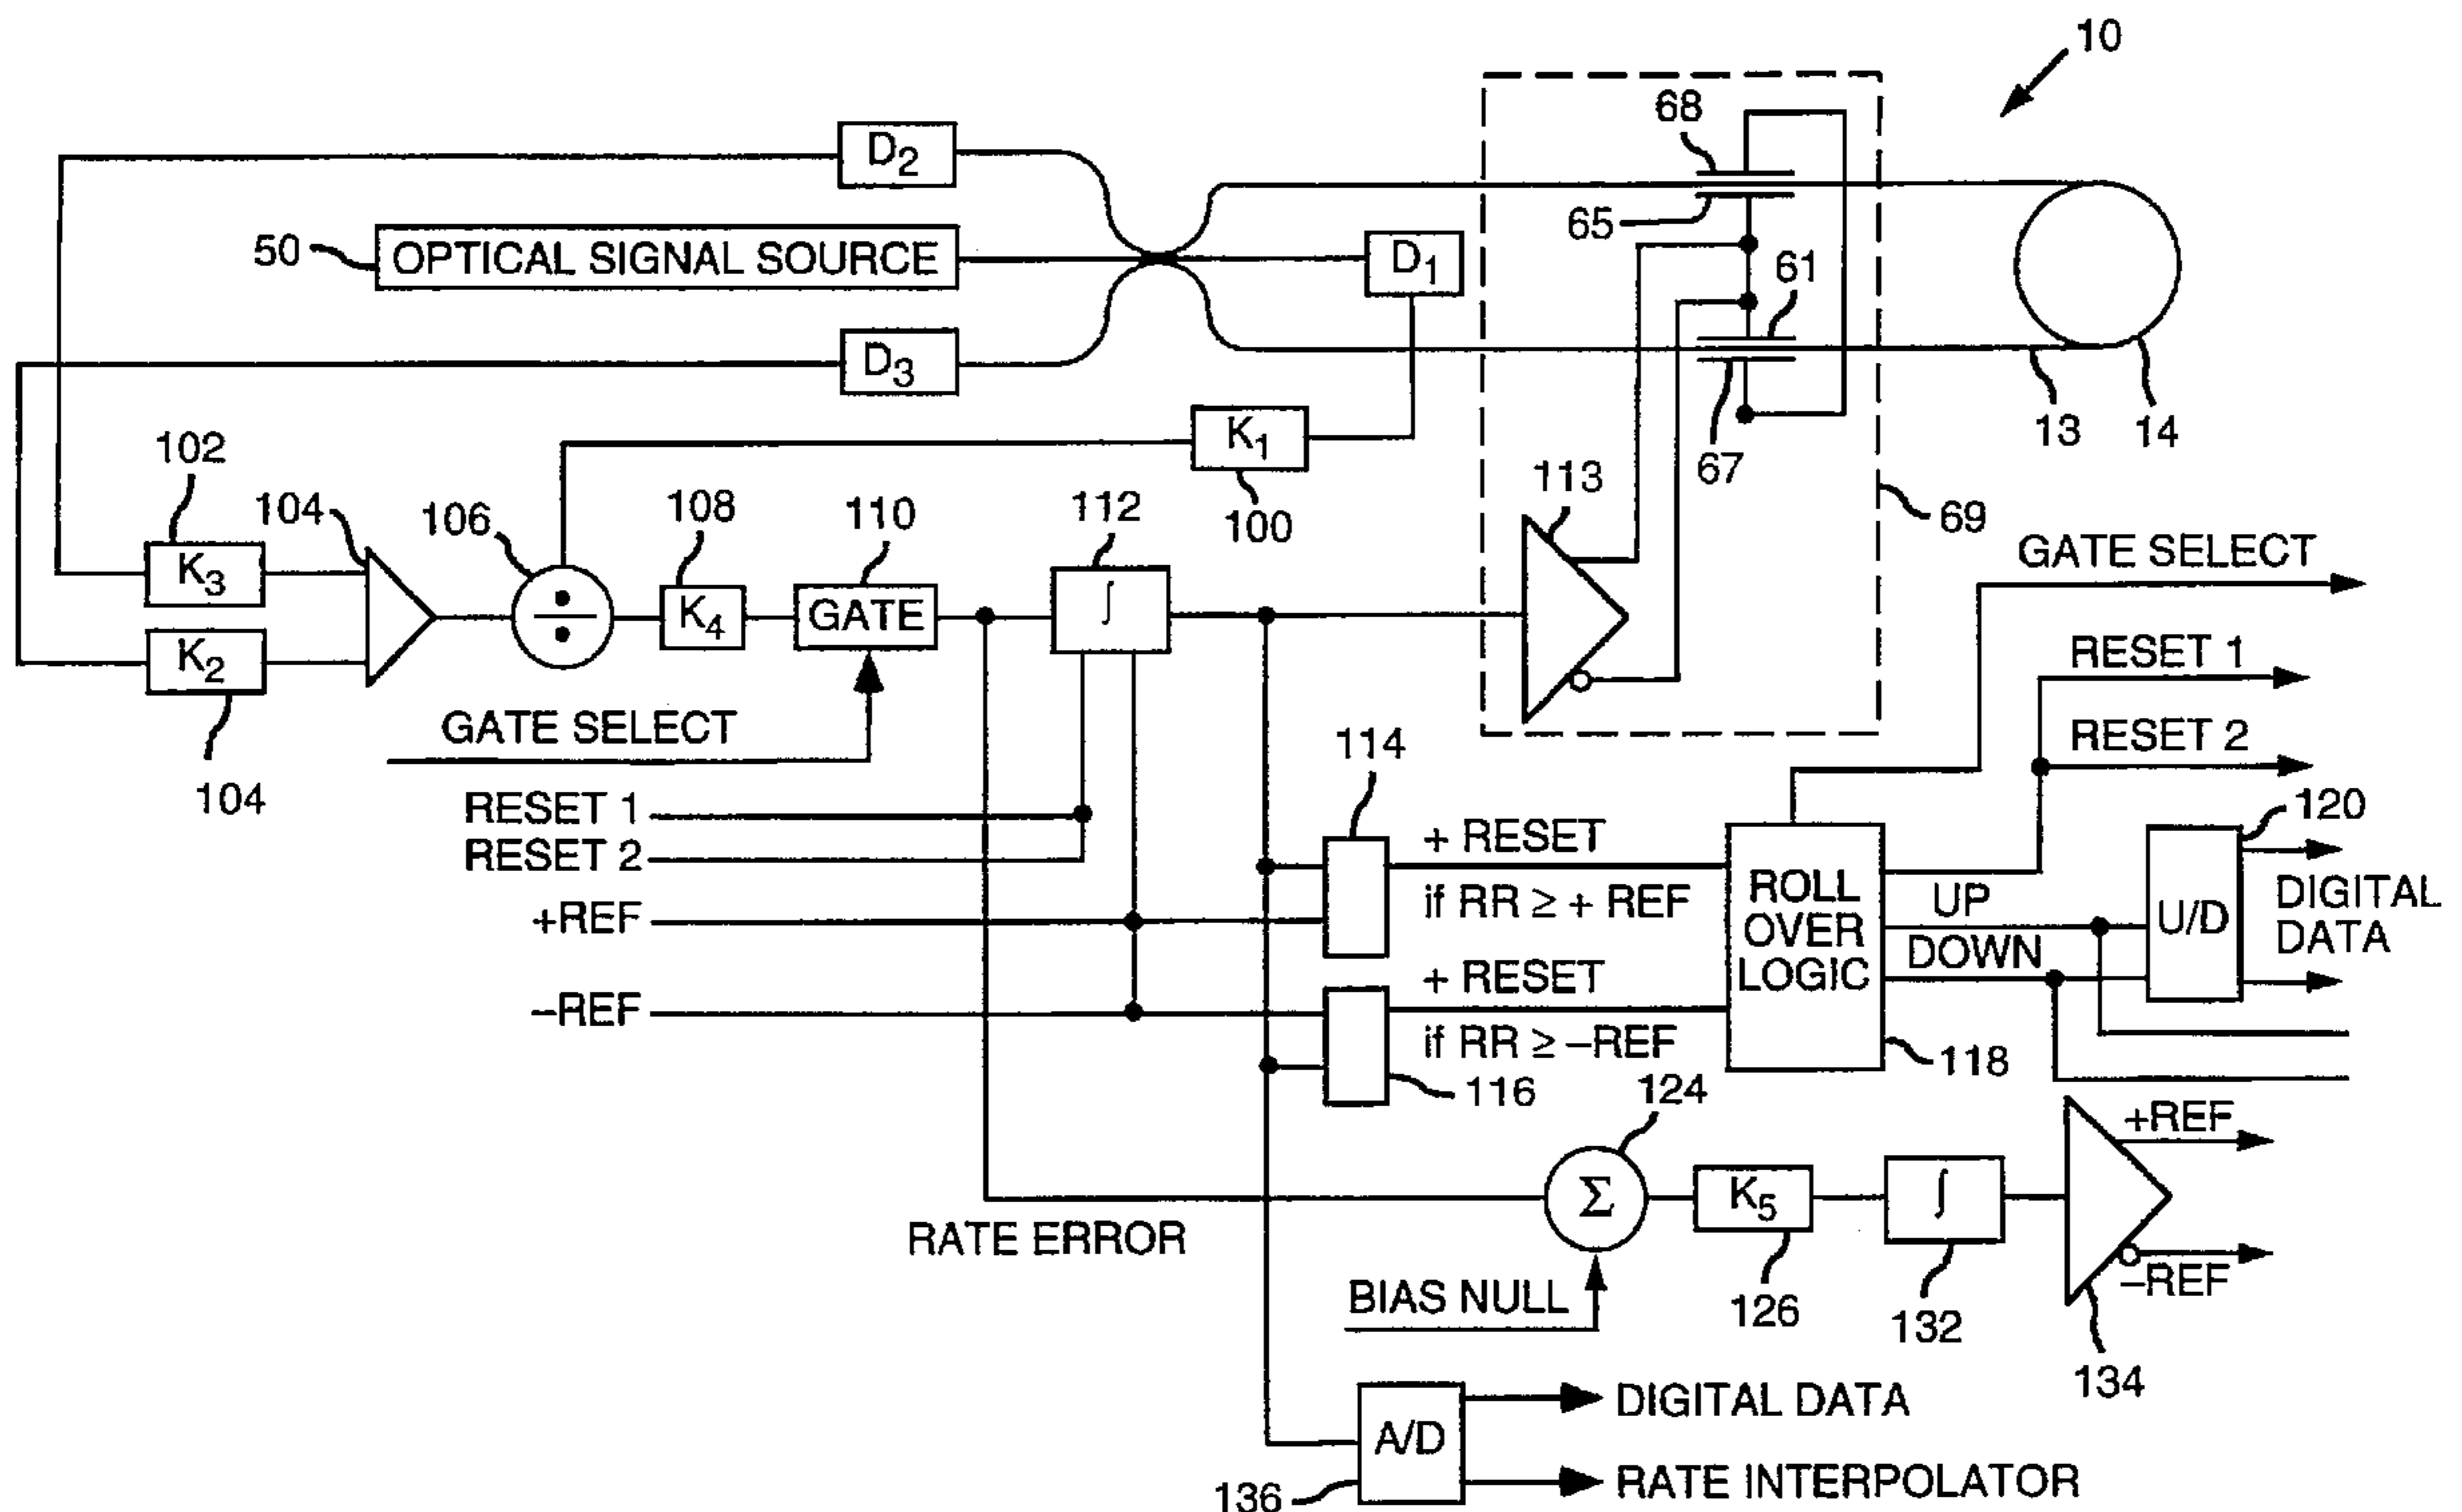 10
68
D2
65
50
OPTICAL SIGNAL SOURCE
D1
61
D3
13
14
67
102
K1
100
113
69
104
106
108
110
112
GATE SELECT
K3
K4
GATE
∫
÷
K2
RESET 1
GATE SELECT
114
RESET 2
104
120
RESET 1
+ RESET
RESET 2
if RR ≥ + REF
ROLL
OVER
LOGIC
UP
DOWN
U/D
DIGITAL
DATA
+REF
+ RESET
-REF
if RR ≥ -REF
118
116
124
+REF
Σ
K5
∫
RATE ERROR
-REF
BIAS NULL
126
132
134
A/D
DIGITAL DATA
136
RATE INTERPOLATOR